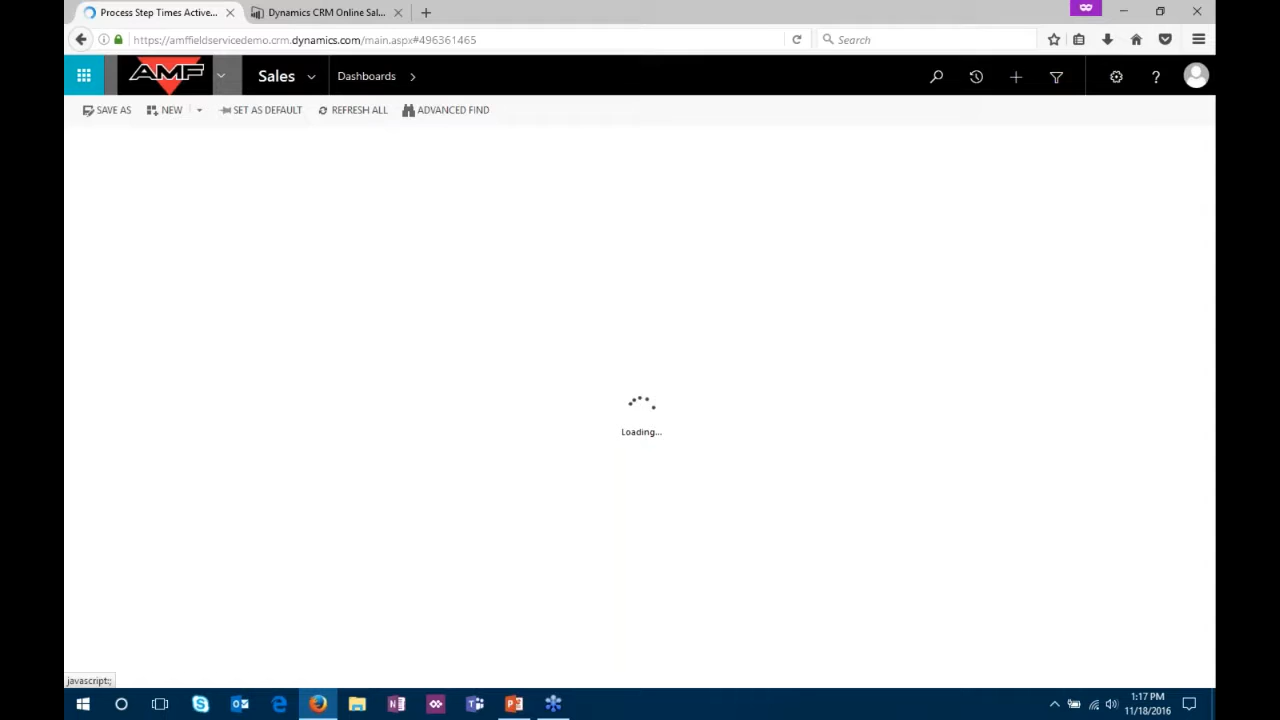 Process Step Times Active...
Dynamics CRM Online Sal...
https://amffieldservicedemo.crm.dynamics.com/main.aspx#496361465
Search
AMF
Sales
Dashboards
SAVE AS
NEW
SET AS DEFAULT
REFRESH ALL
ADVANCED FIND
Loading...
javascript:;
1:17 PM
11/18/2016